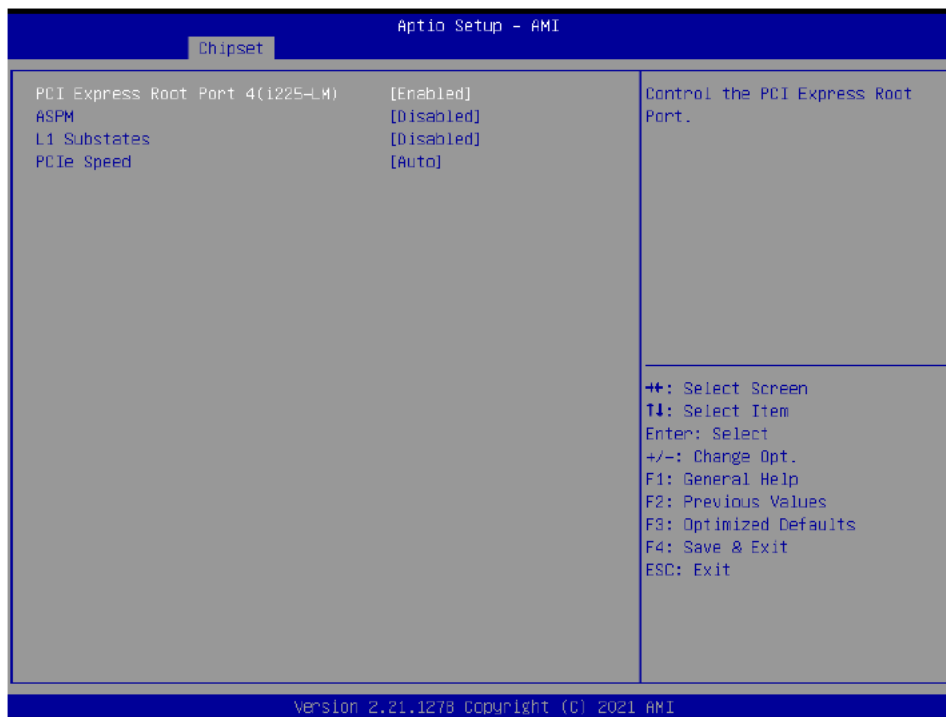 Aptio Setup – AMI
Chipset
PCI Express Root Port 4(i225-LM) [Enabled]
ASPM [Disabled]
L1 Substates [Disabled]
PCIe Speed [Auto]
Control the PCI Express Root
Port.
→←: Select Screen
↑↓: Select Item
Enter: Select
+/-: Change Opt.
F1: General Help
F2: Previous Values
F3: Optimized Defaults
F4: Save & Exit
ESC: Exit
Version 2.21.1278 Copyright (C) 2021 AMI